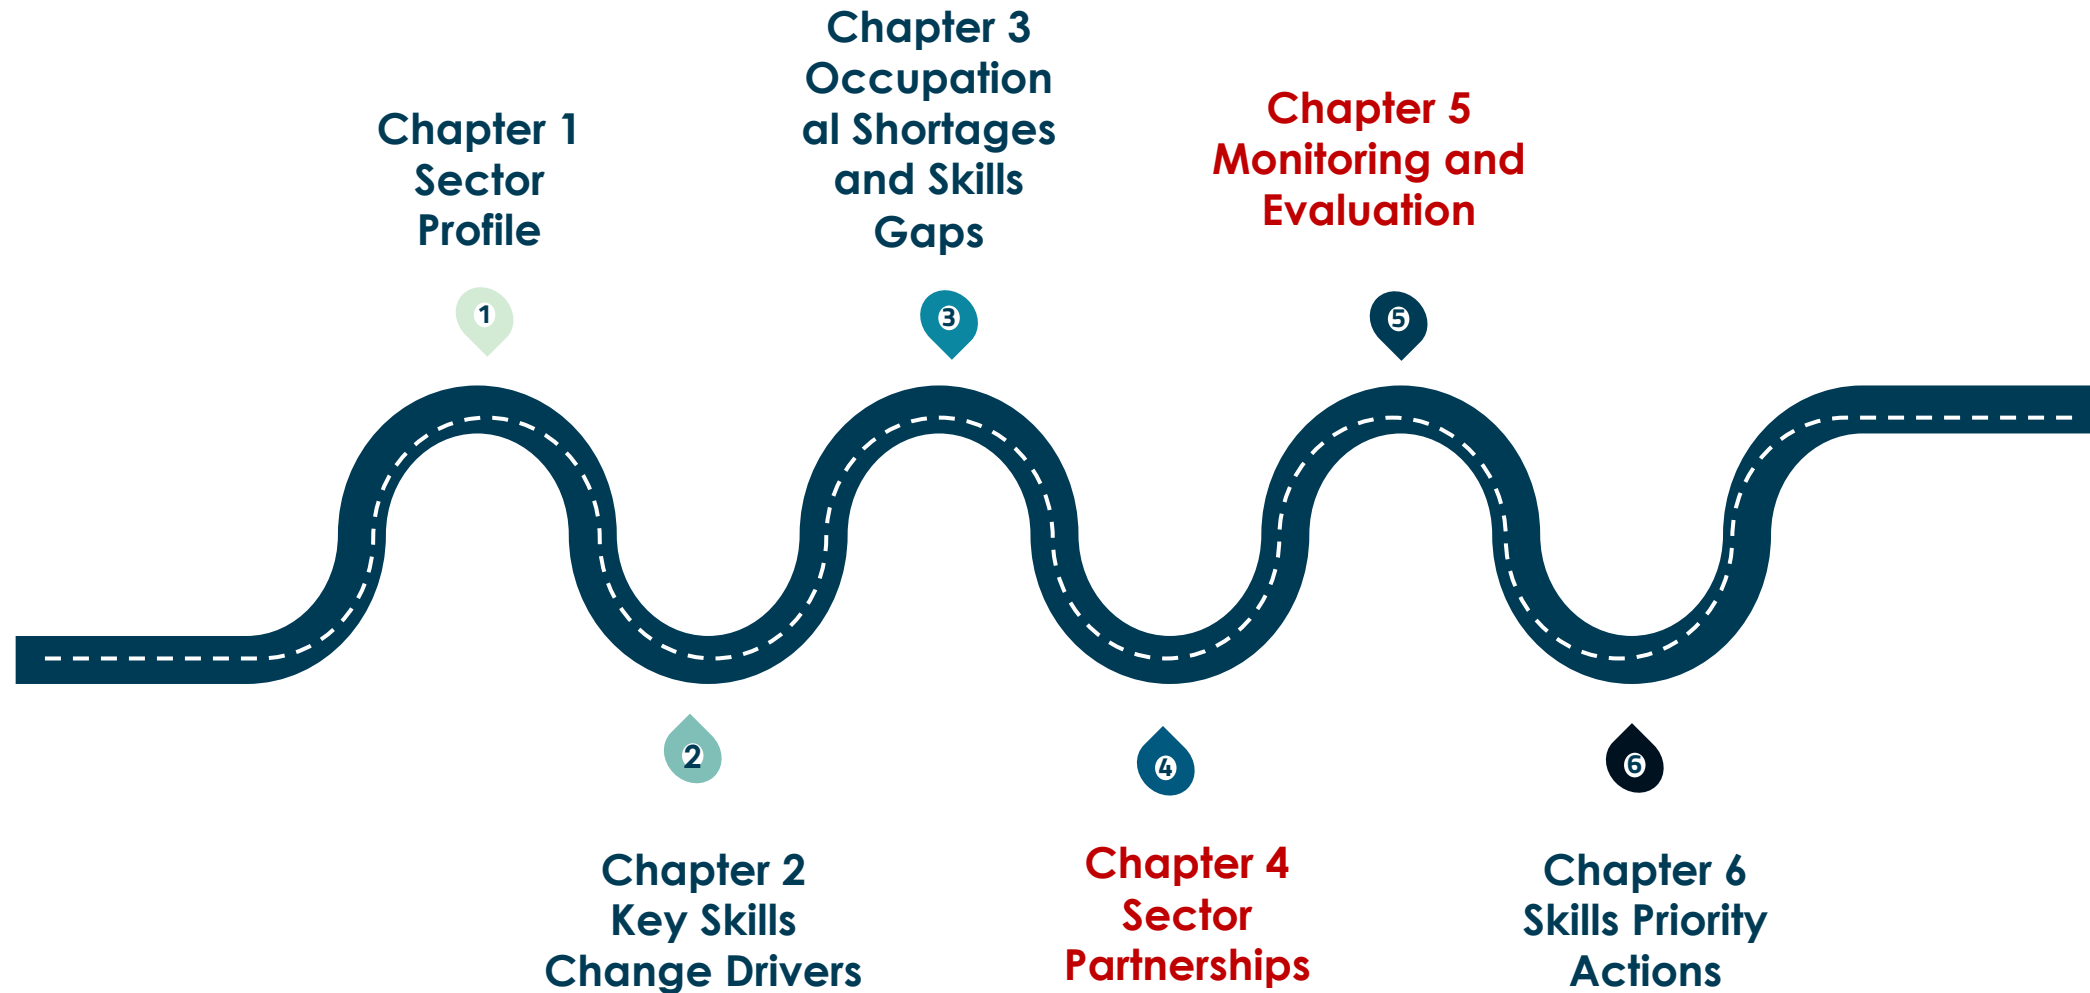 Chapter 1
Sector
Profile
1
Chapter 2
Key Skills
Change Drivers
2
Chapter 3
Occupation
al Shortages
and Skills
Gaps
3
Chapter 4
Sector
Partnerships
4
Chapter 5
Monitoring and
Evaluation
5
Chapter 6
Skills Priority
Actions
6